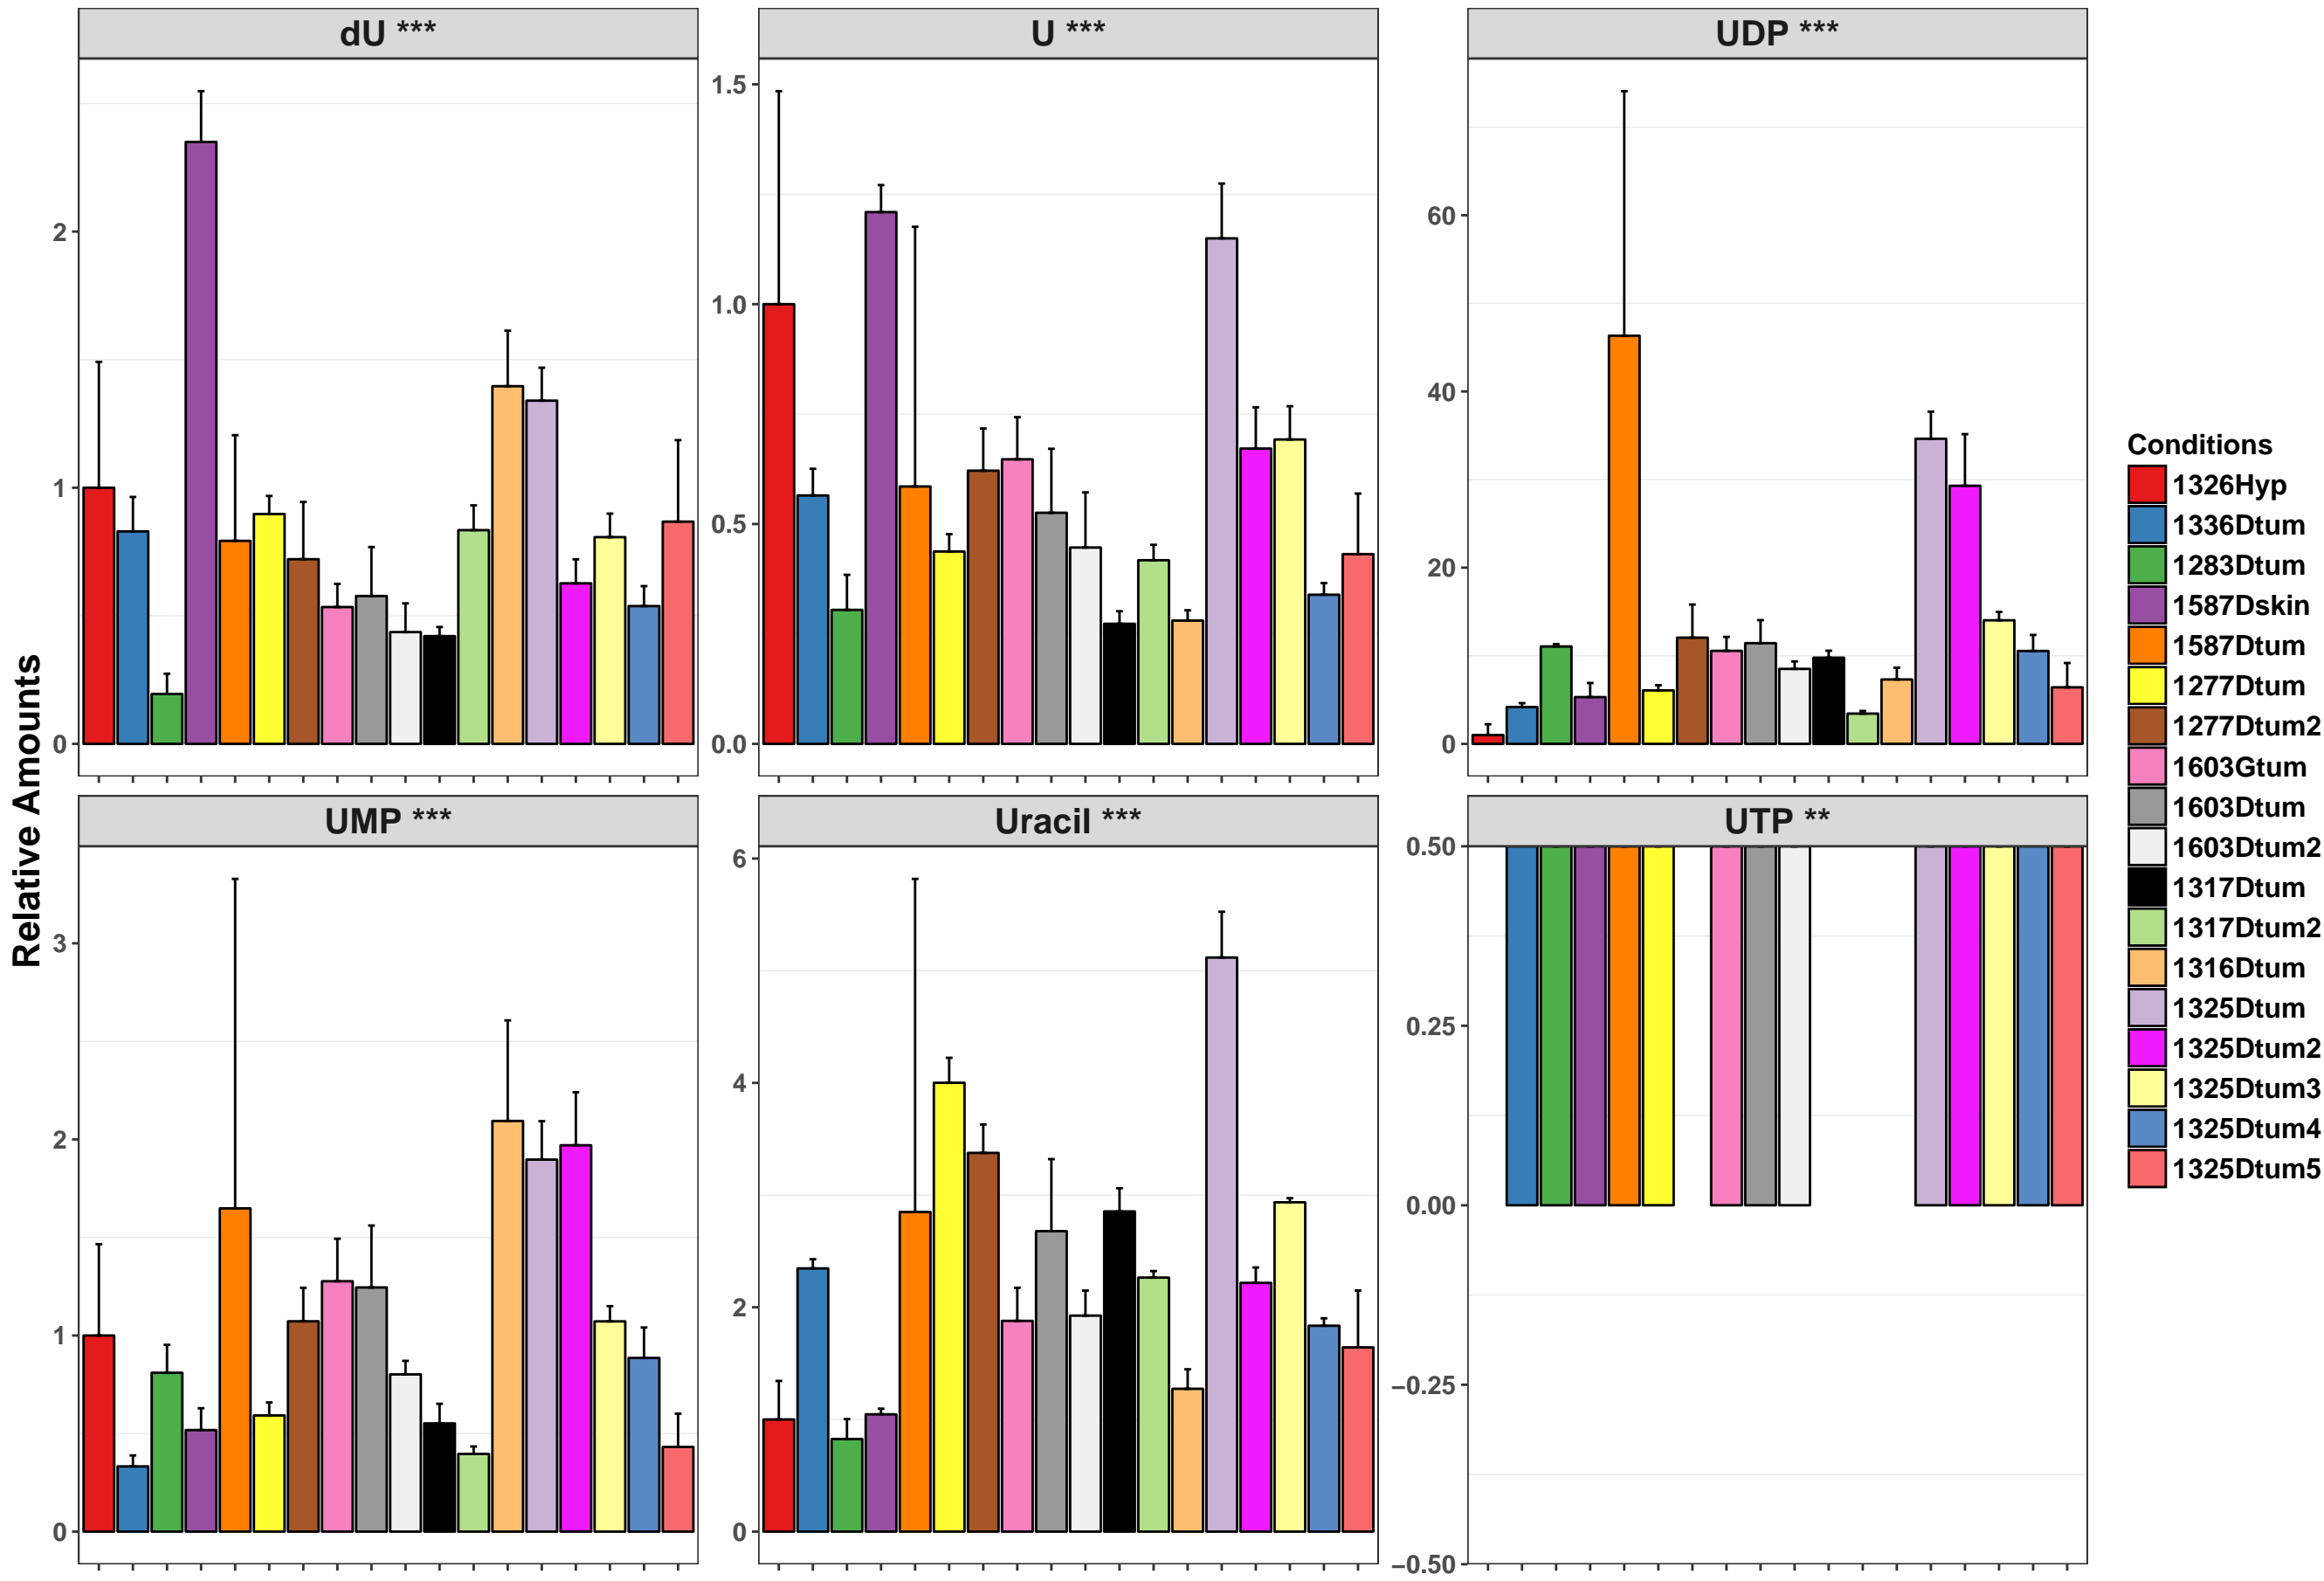 dU ***
U ***
UDP ***
2
1
0
1.5
1.0
0.5
0.0
60
40
20
0
Relative Amounts
UMP ***
Uracil ***
UTP **
3
2
1
0
6
4
2
0
0.50
0.25
0.00
−0.25
−0.50
Conditions
1326Hyp
1336Dtum
1283Dtum
1587Dskin
1587Dtum
1277Dtum
1277Dtum2
1603Gtum
1603Dtum
1603Dtum2
1317Dtum
1317Dtum2
1316Dtum
1325Dtum
1325Dtum2
1325Dtum3
1325Dtum4
1325Dtum5